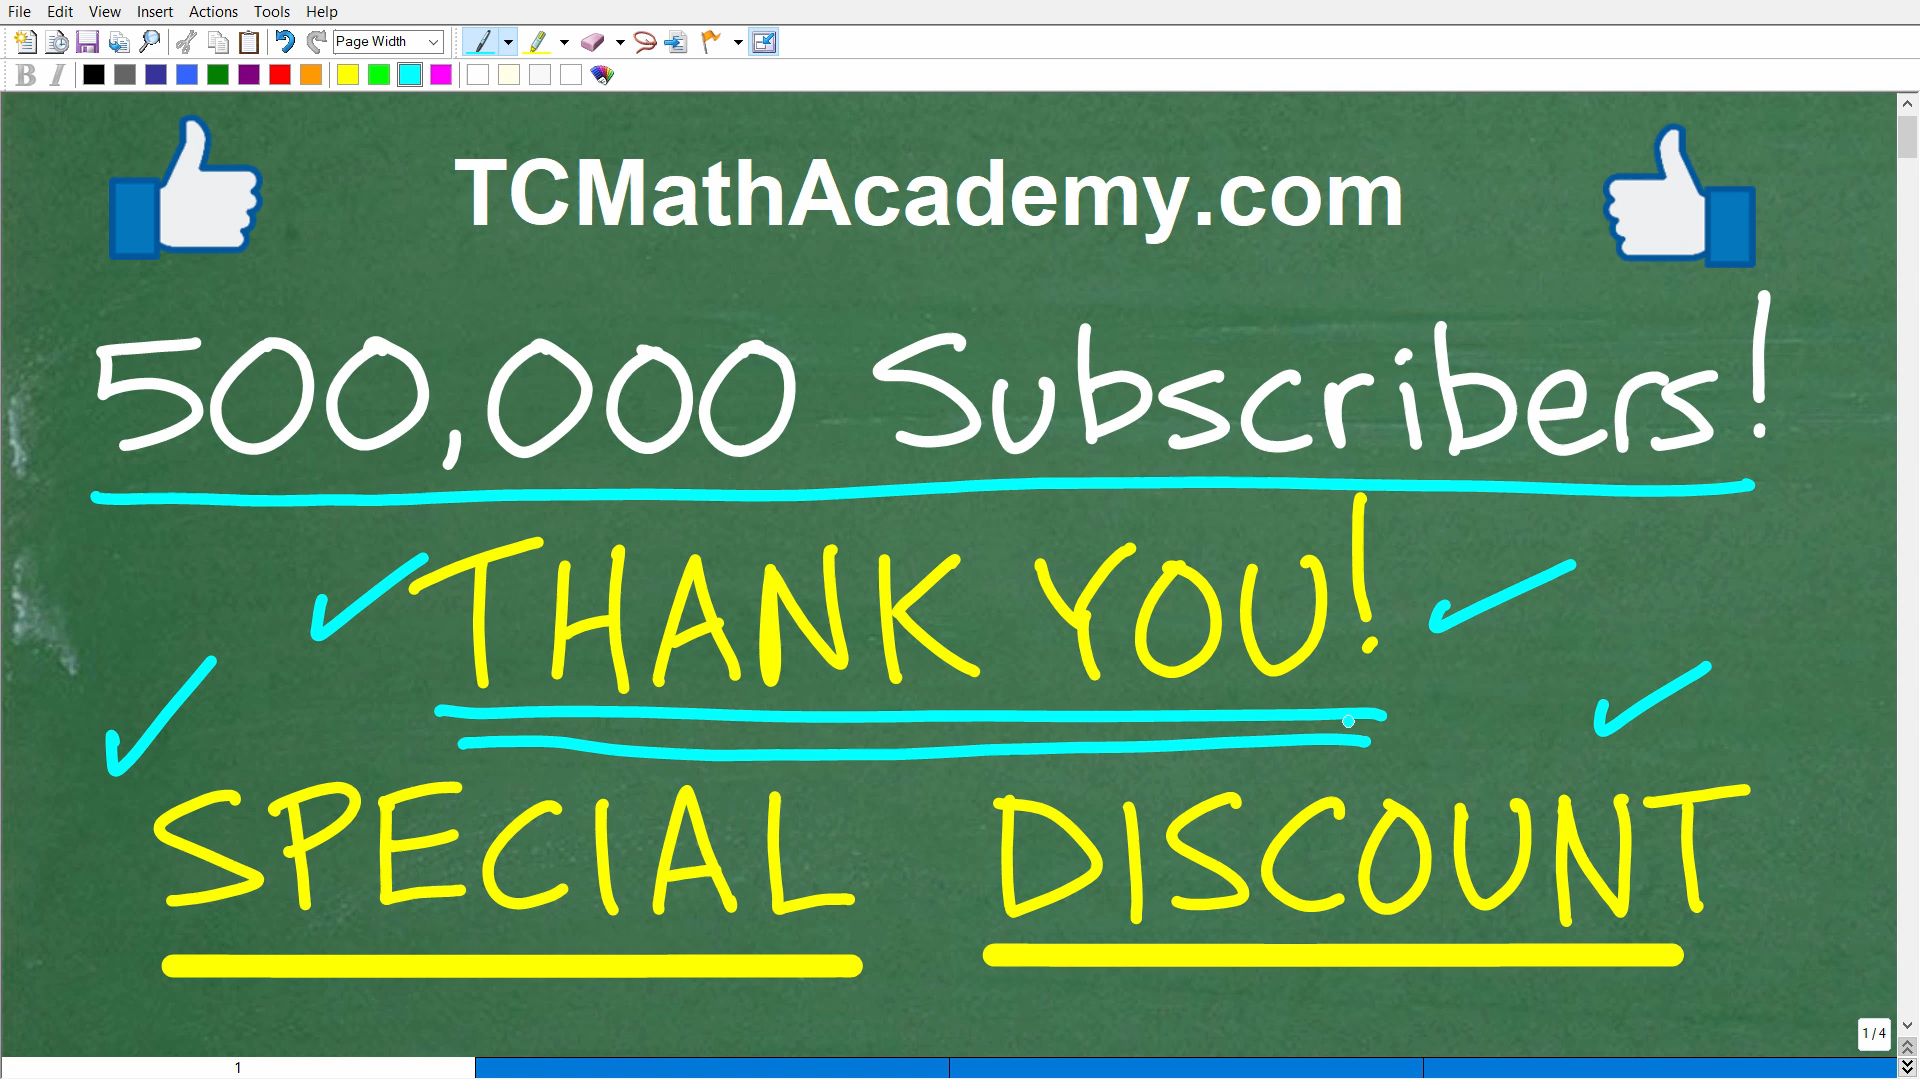 File Edit View Insert Actions Tools Help
Page Width
B I
TCMathAcademy.com
500,000 Subscribers!
THANK YOU!
SPECIAL DISCOUNT
1 / 4
1